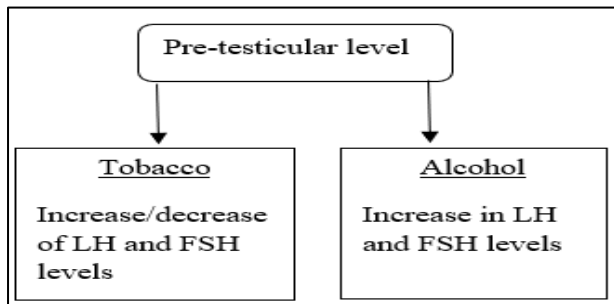 Pre-testicular level
Tobacco
Increase/decrease
of LH and FSH
levels
Alcohol
Increase in LH
and FSH levels